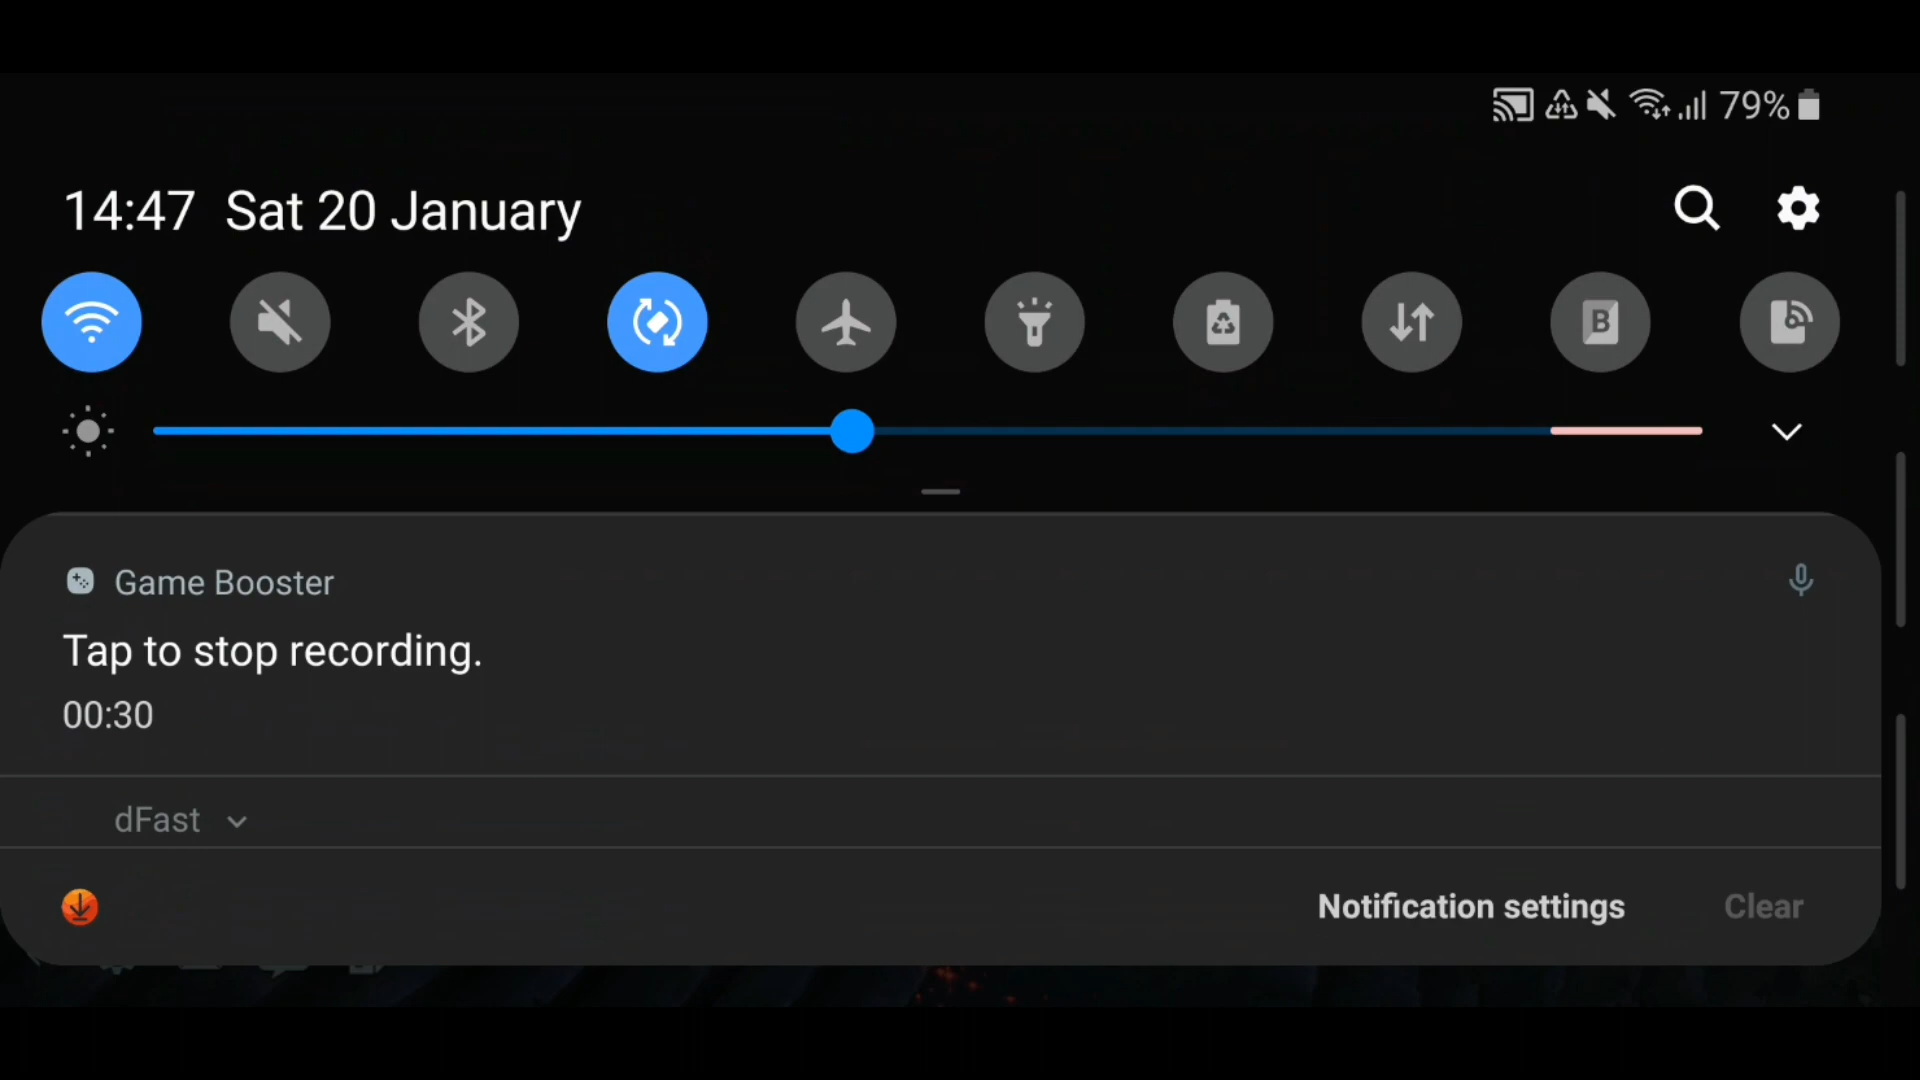 79%
14:47 Sat 20 January
B
Game Booster
Tap to stop recording.
00:30
dFast
Notification settings Clear